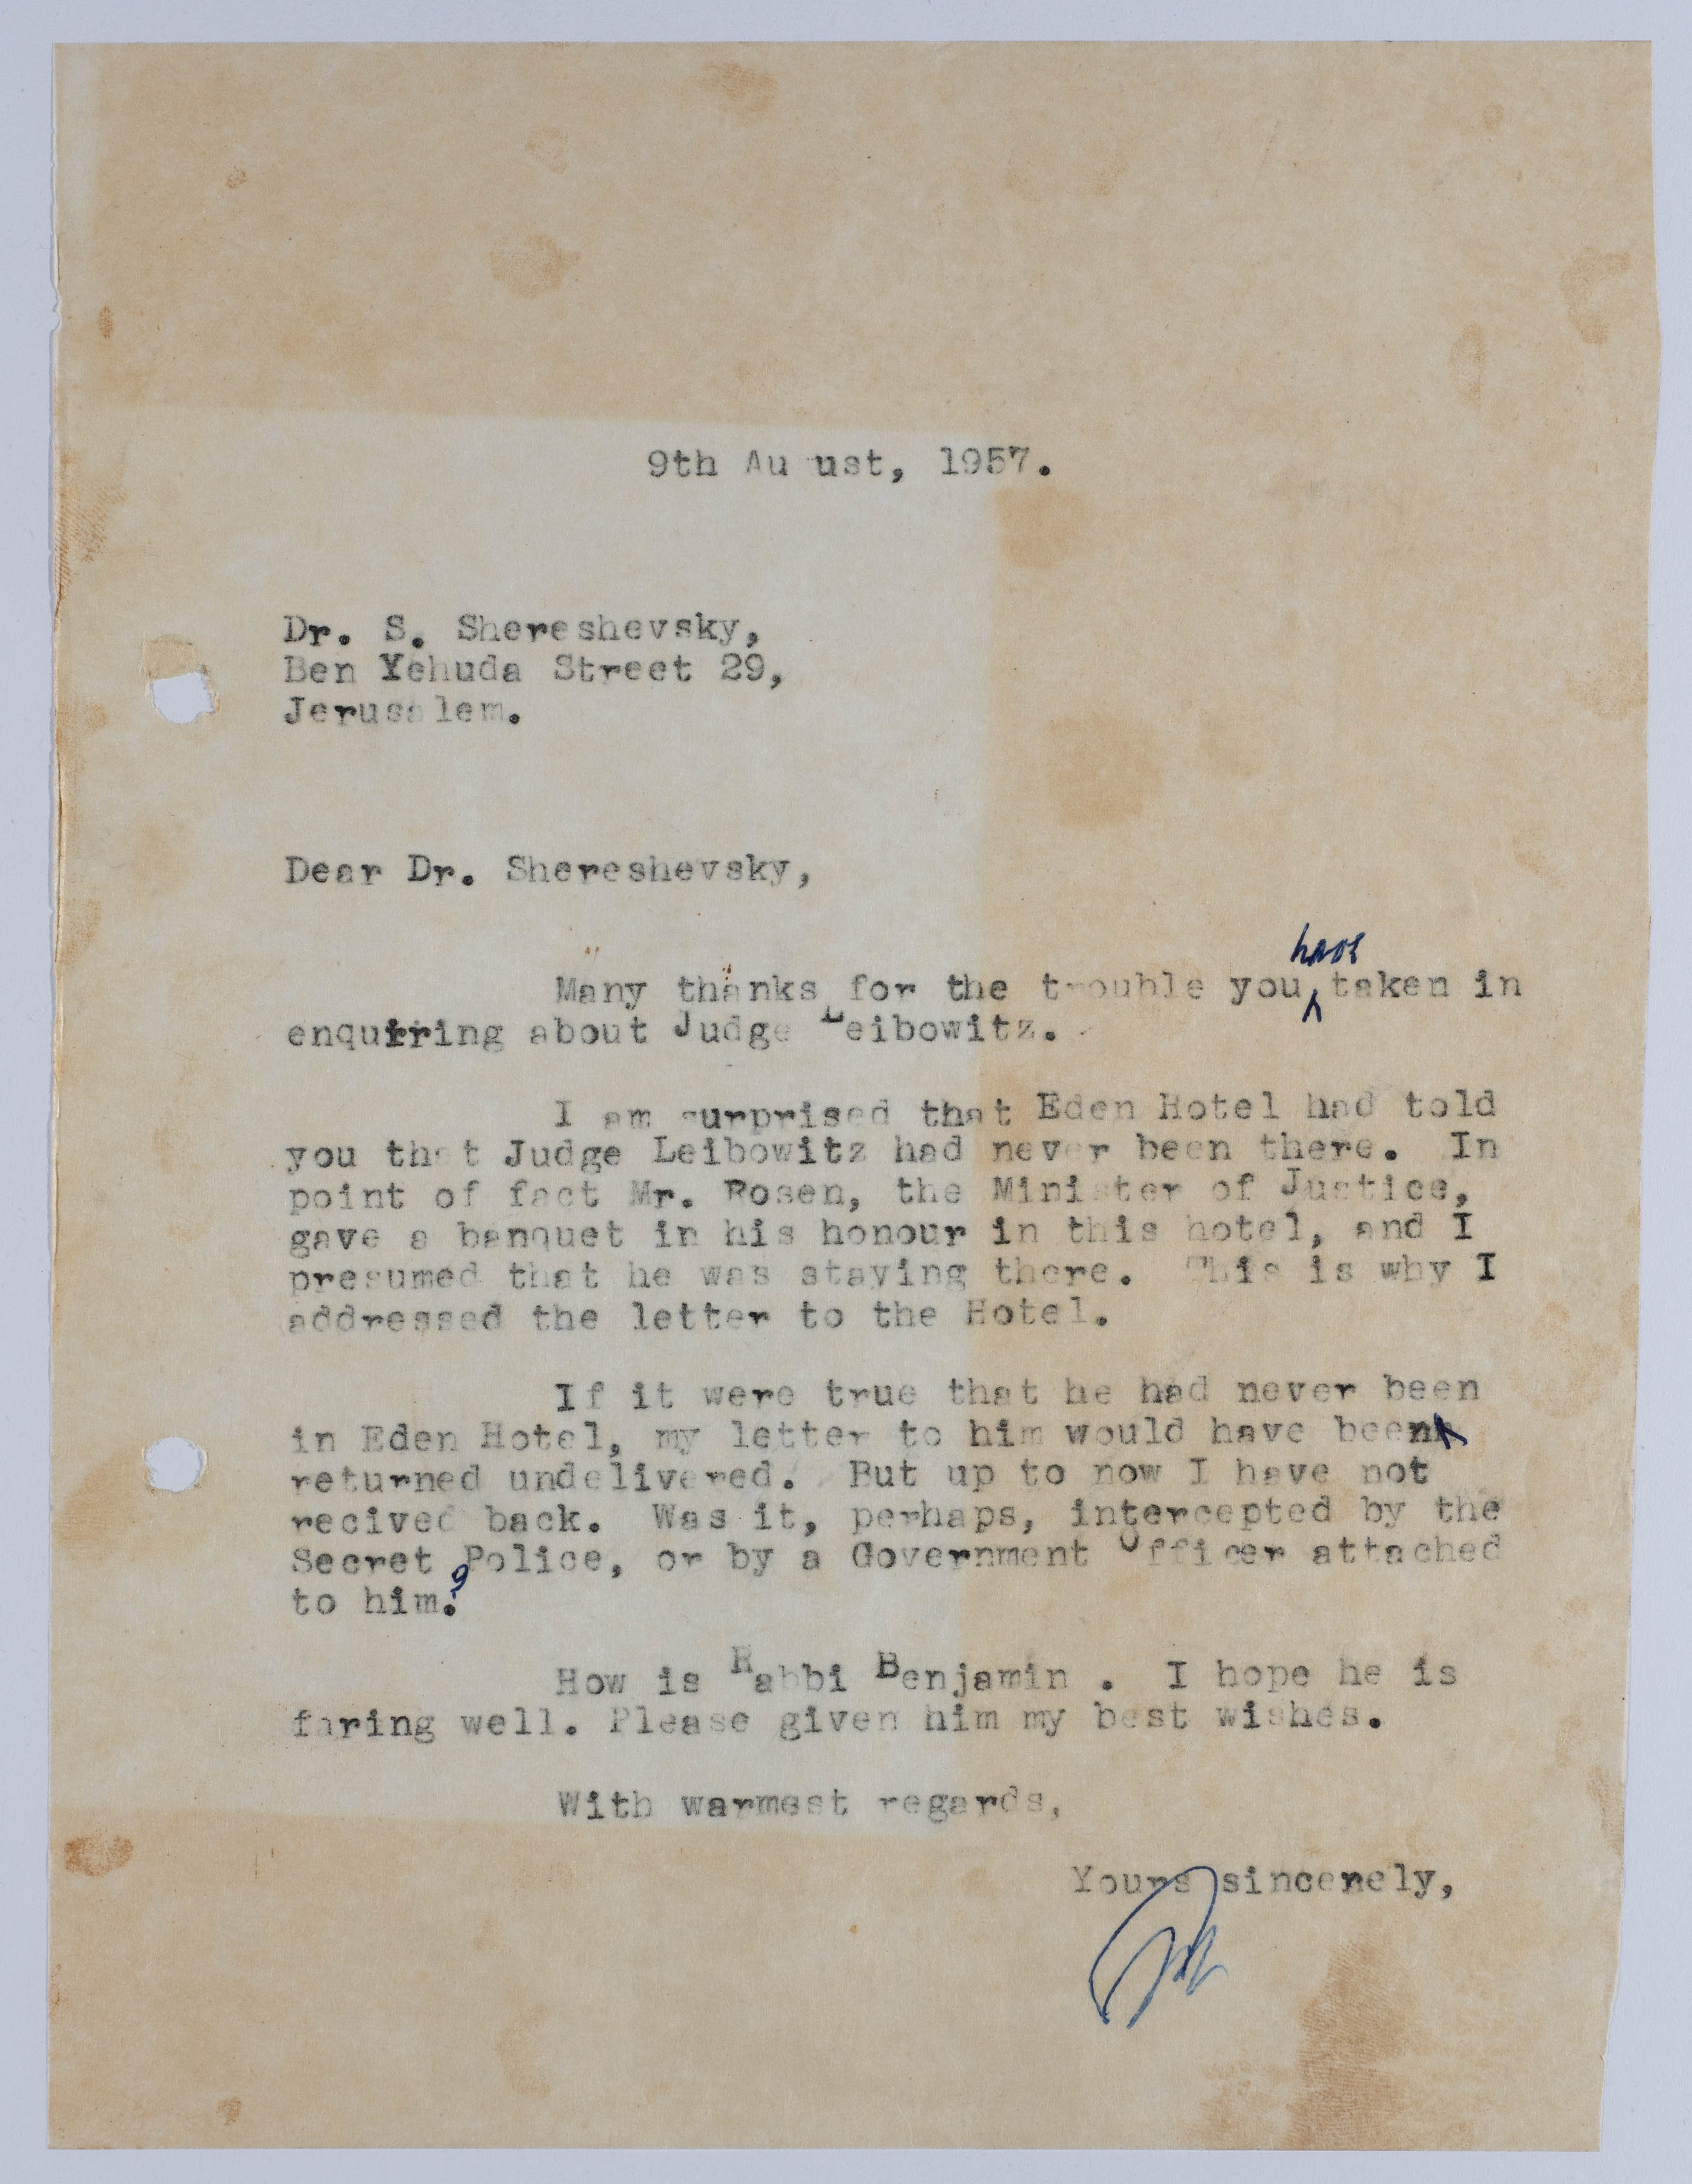 9th August, 1957.
Dr. S. Shereshevsky,
Ben Yehuda Street 29,
Jerusalem.
Dear Dr. Shereshevsky,
Many thanks for the trouble you have taken in
enquiring about Judge Leibowitz.
I am surprised that Eden Hotel had told
you that Judge Leibowitz had never been there. In
point of fact Mr. Rosen, the Minister of Justice,
gave a banquet in his honour in this hotel, and I
presumed that he was staying there. This is why I
addressed the letter to the Hotel.
If it were true that he had never been
in Eden Hotel, my letter to him would have been
returned undelivered. But up to now I have not
recived back. Was it, perhaps, intercepted by the
Secret Police, or by a Government Officer attached
to him?
How is Rabbi Benjamin . I hope he is
faring well. Please given him my best wishes.
With warmest regards,
Yours sincerely,